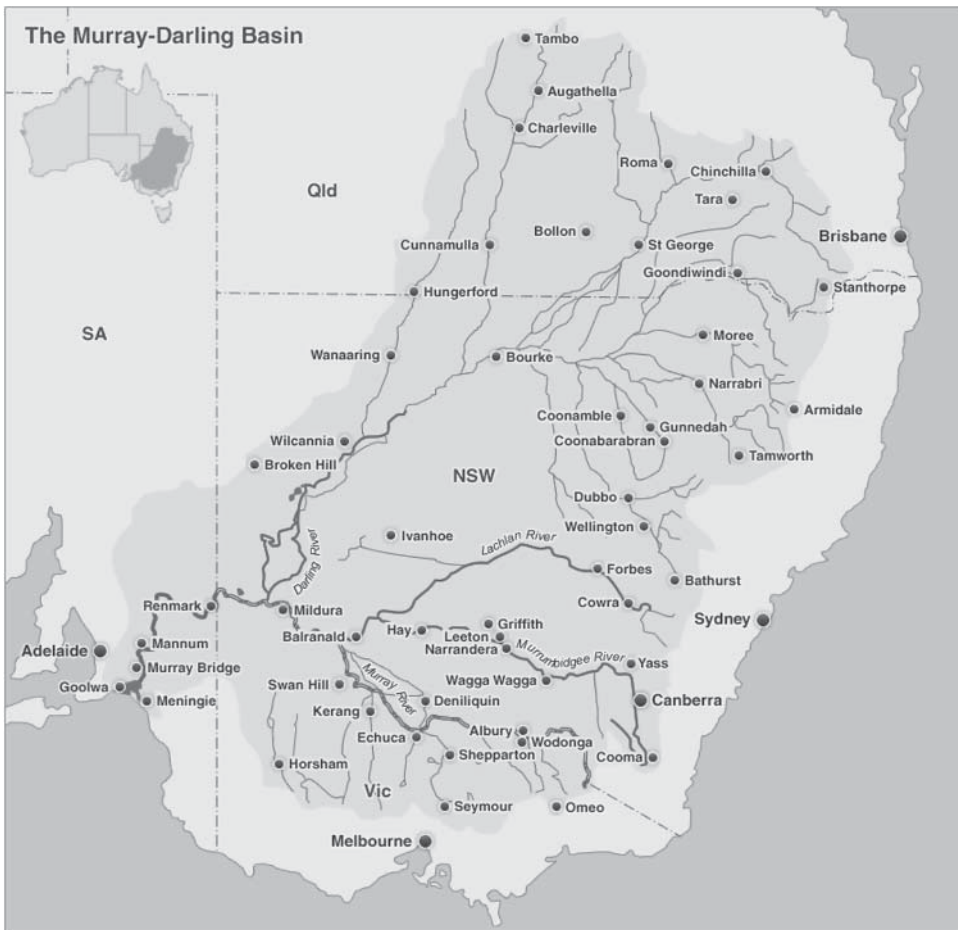 The Murray-Darling Basin
Tambo
Augathella
Charleville
Roma
Chinchilla
Qld
Tara
Bollon
Brisbane
Cunnamulla
St George
Goondiwindi
Hungerford
Stanthorpe
SA
Moree
Wanaaring
Bourke
Narrabri
Armidale
Coonamble
Gunnedah
Wilcannia
Coonabarabran
Broken Hill
Tamworth
NSW
Dubbo
Wellington
Ivanhoe
Lachlan River
Darling River
Forbes
Bathurst
Renmark
Mildura
Cowra
Sydney
Griffith
Hay
Leeton
Balranald
Mannum
Narrandera
Murrumbidgee River
Adelaide
Yass
Murray Bridge
Wagga Wagga
Swan Hill
Murray River
Goolwa
Meningie
Deniliquin
Canberra
Kerang
Albury
Echuca
Wodonga
Shepparton
Cooma
Horsham
Vic
Seymour
Omeo
Melbourne